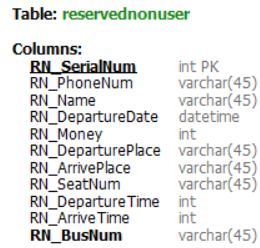 Table: reservednonuser
Columns:
RN_SerialNum int PK
RN_PhoneNum varchar(45)
RN_Name varchar(45)
RN_DepartureDate datetime
RN_Money int
RN_DeparturePlace varchar(45)
RN_ArrivePlace varchar(45)
RN_SeatNum varchar(45)
RN_DepartureTime int
RN_ArriveTime int
RN_BusNum varchar(45)